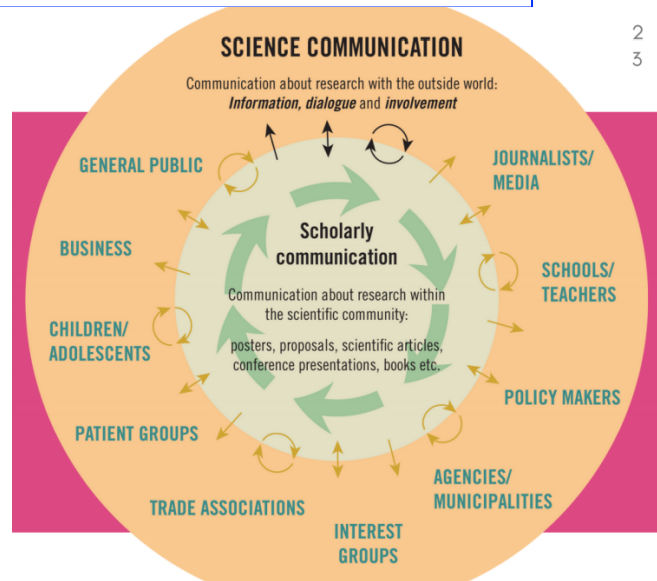 2
3
SCIENCE COMMUNICATION
Communication about research with the outside world:
Information, dialogue and involvement
GENERAL PUBLIC
JOURNALISTS/
MEDIA
BUSINESS
SCHOOLS/
TEACHERS
CHILDREN/
ADOLESCENTS
POLICY MAKERS
PATIENT GROUPS
AGENCIES/
MUNICIPALITIES
TRADE ASSOCIATIONS
INTEREST
GROUPS
Scholarly
communication
Communication about research within
the scientific community:
posters, proposals, scientific articles,
conference presentations, books etc.